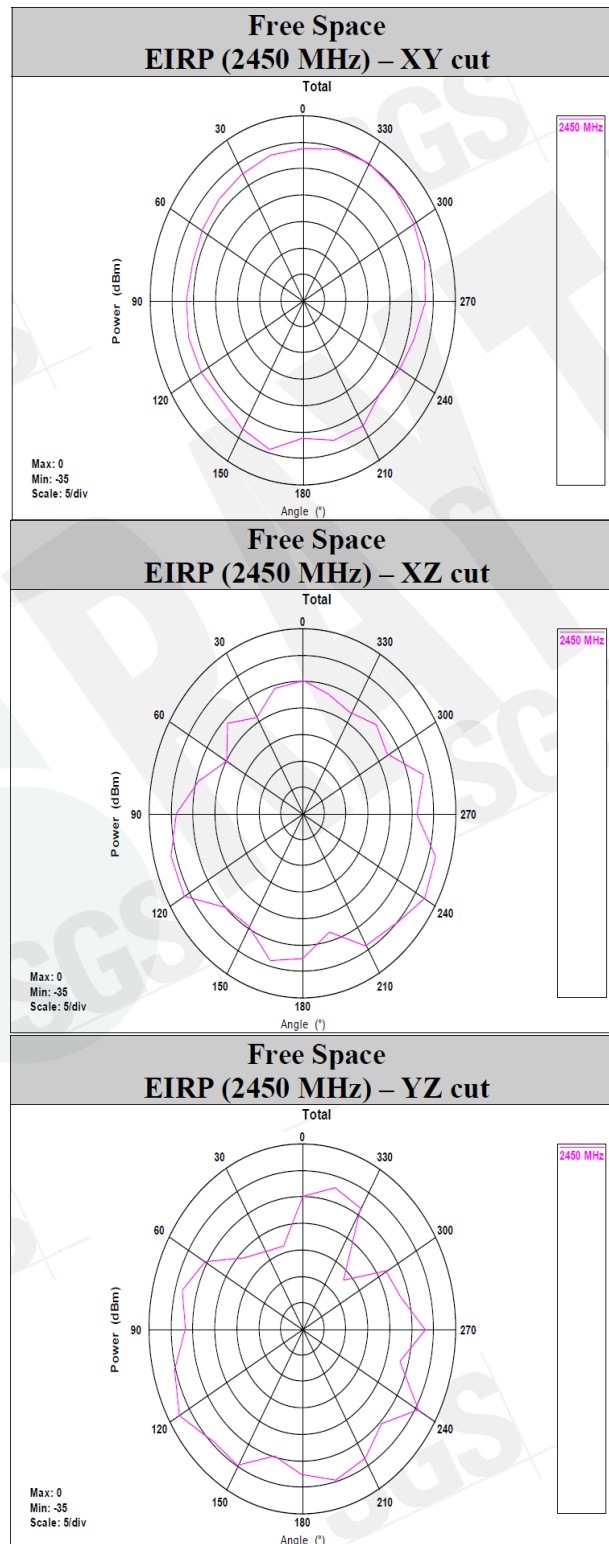 Free Space
EIRP (2450 MHz) – XY cut
Total
0
30
330
2450 MHz
60
300
Power (dBm)
90
270
120
240
150
210
180
Max: 0
Min: -35
Scale: 5/div
Angle (°)
Free Space
EIRP (2450 MHz) – XZ cut
Total
0
30
330
2450 MHz
60
300
Power (dBm)
90
270
120
240
150
210
180
Max: 0
Min: -35
Scale: 5/div
Angle (°)
Free Space
EIRP (2450 MHz) – YZ cut
Total
0
30
330
2450 MHz
60
300
Power (dBm)
90
270
120
240
150
210
180
Max: 0
Min: -35
Scale: 5/div
Angle (°)
SGS
SGS
SGS
SGS